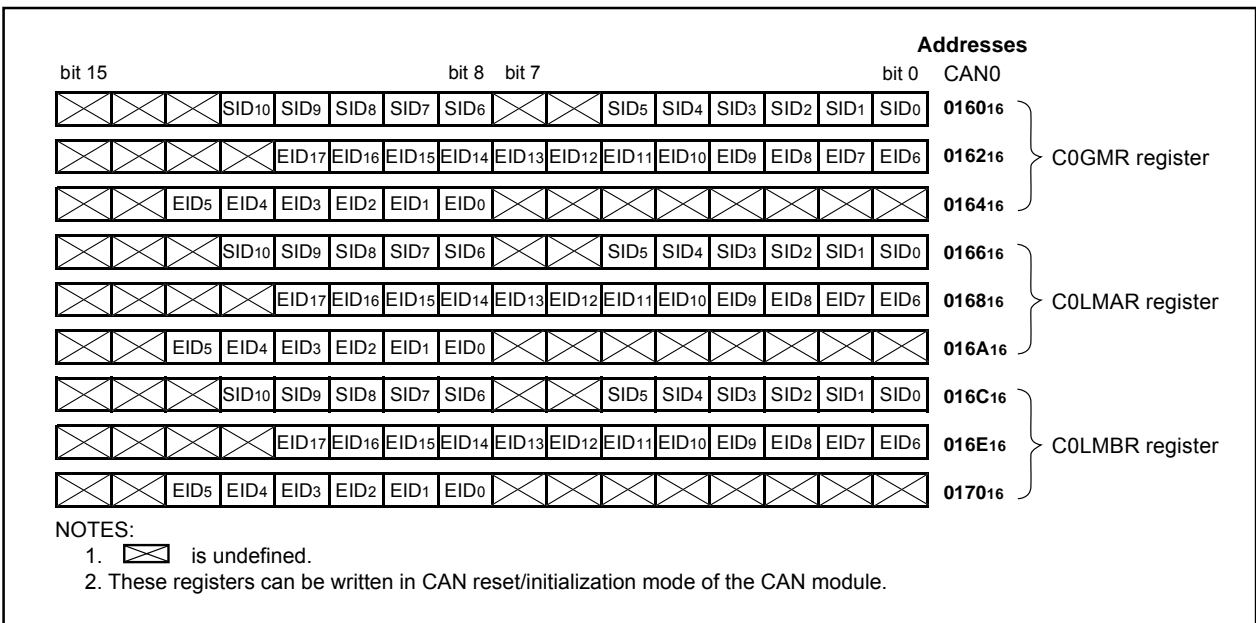 Addresses
bit 15 bit 8 bit 7 bit 0 CAN0
SID10 SID9 SID8 SID7 SID6 SID5 SID4 SID3 SID2 SID1 SID0 016016
EID17 EID16 EID15 EID14 EID13 EID12 EID11 EID10 EID9 EID8 EID7 EID6 016216 C0GMR register
EID5 EID4 EID3 EID2 EID1 EID0 016416
SID10 SID9 SID8 SID7 SID6 SID5 SID4 SID3 SID2 SID1 SID0 016616
EID17 EID16 EID15 EID14 EID13 EID12 EID11 EID10 EID9 EID8 EID7 EID6 016816 C0LMAR register
EID5 EID4 EID3 EID2 EID1 EID0 016A16
SID10 SID9 SID8 SID7 SID6 SID5 SID4 SID3 SID2 SID1 SID0 016C16
EID17 EID16 EID15 EID14 EID13 EID12 EID11 EID10 EID9 EID8 EID7 EID6 016E16 C0LMBR register
EID5 EID4 EID3 EID2 EID1 EID0 017016
NOTES:
1. is undefined.
2. These registers can be written in CAN reset/initialization mode of the CAN module.